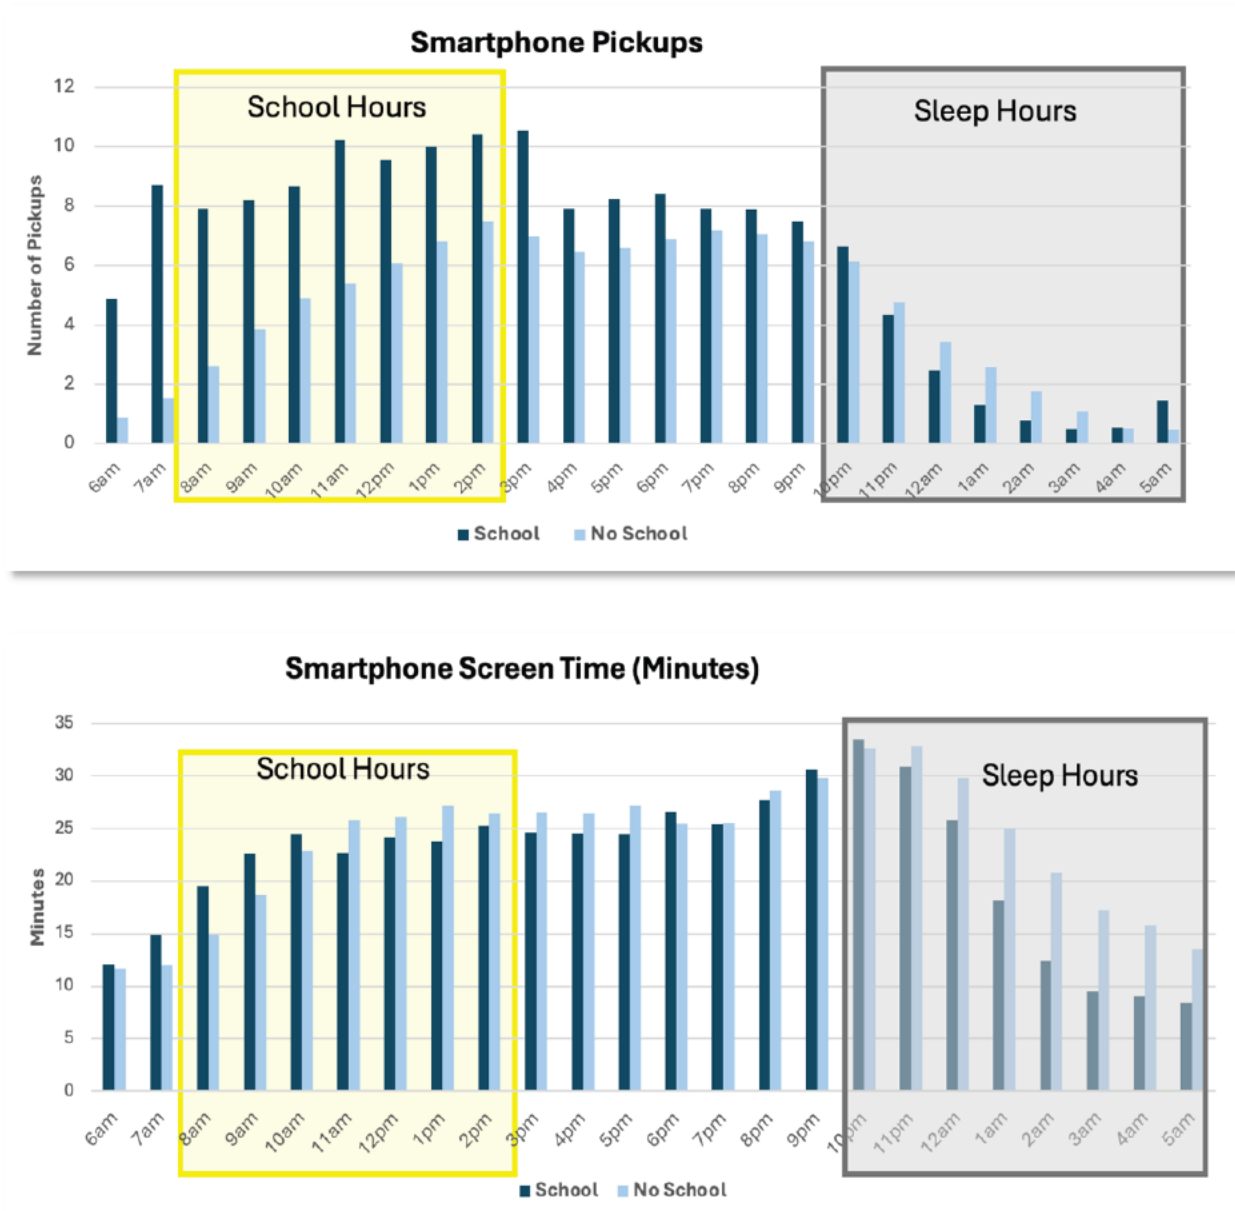 Smartphone Pickups
School Hours
Sleep Hours
Number of Pickups
12
10
8
6
4
2
0
6am 7am 8am 9am 10am 11am 12pm 1pm 2pm 3pm 4pm 5pm 6pm 7pm 8pm 9pm 10pm 11pm 12am 1am 2am 3am 4am 5am
School No School
Smartphone Screen Time (Minutes)
School Hours
Sleep Hours
Minutes
35
30
25
20
15
10
5
0
6am 7am 8am 9am 10am 11am 12pm 1pm 2pm 3pm 4pm 5pm 6pm 7pm 8pm 9pm 10pm 11pm 12am 1am 2am 3am 4am 5am
School No School